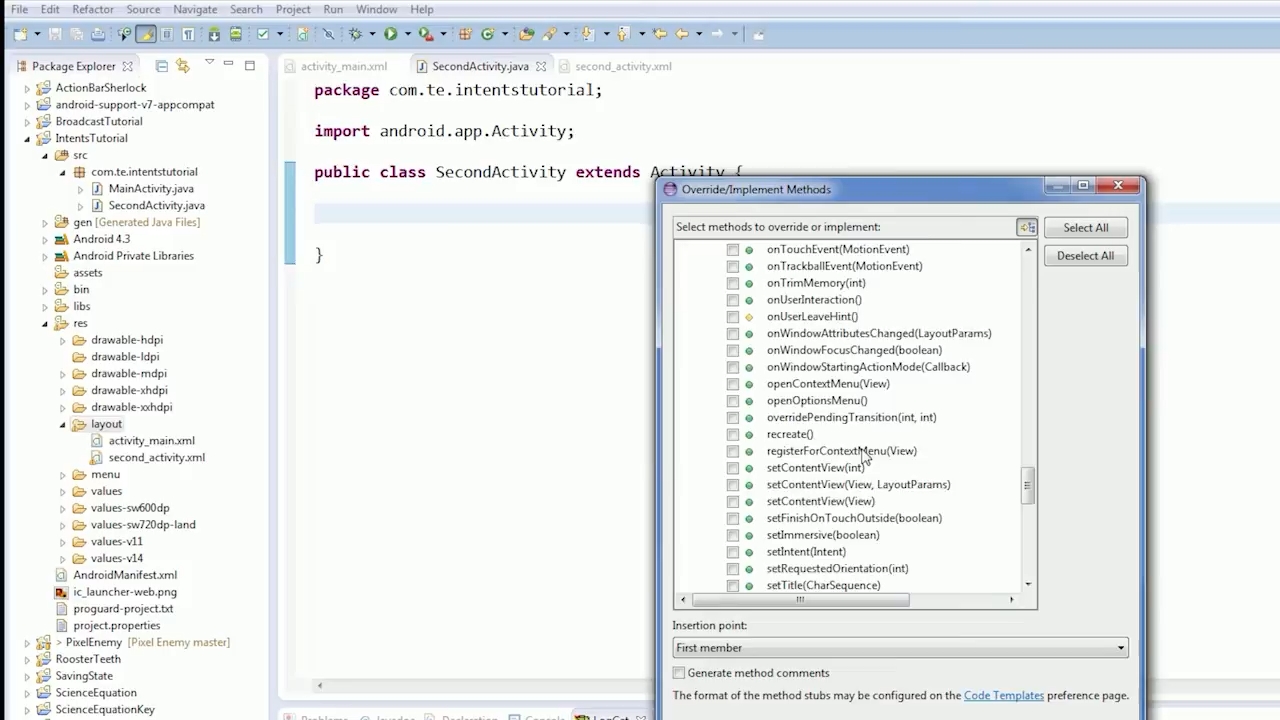 File Edit Refactor Source Navigate Search Project Run Window Help
Package Explorer
activity_main.xml SecondActivity.java second_activity.xml
ActionBarSherlock
android-support-v7-appcompat
BroadcastTutorial
IntentsTutorial
src
com.te.intentstutorial
MainActivity.java
SecondActivity.java
gen [Generated Java Files]
Android 4.3
Android Private Libraries
assets
bin
libs
res
drawable-hdpi
drawable-ldpi
drawable-mdpi
drawable-xhdpi
drawable-xxhdpi
layout
activity_main.xml
second_activity.xml
menu
values
values-sw600dp
values-sw720dp-land
values-v11
values-v14
AndroidManifest.xml
ic_launcher-web.png
proguard-project.txt
project.properties
> PixelEnemy [Pixel Enemy master]
RoosterTeeth
SavingState
ScienceEquation
ScienceEquationKey
package com.te.intentstutorial;
import android.app.Activity;
public class SecondActivity extends Activity {
}
Override/Implement Methods
Select methods to override or implement:
Select All
Deselect All
onTouchEvent(MotionEvent)
onTrackballEvent(MotionEvent)
onTrimMemory(int)
onUserInteraction()
onUserLeaveHint()
onWindowAttributesChanged(LayoutParams)
onWindowFocusChanged(boolean)
onWindowStartingActionMode(Callback)
openContextMenu(View)
openOptionsMenu()
overridePendingTransition(int, int)
recreate()
registerForContextMenu(View)
setContentView(int)
setContentView(View, LayoutParams)
setContentView(View)
setFinishOnTouchOutside(boolean)
setImmersive(boolean)
setIntent(Intent)
setRequestedOrientation(int)
setTitle(CharSequence)
Insertion point:
First member
Generate method comments
The format of the method stubs may be configured on the Code Templates preference page.
Problems Javadoc Declaration Console LogCat